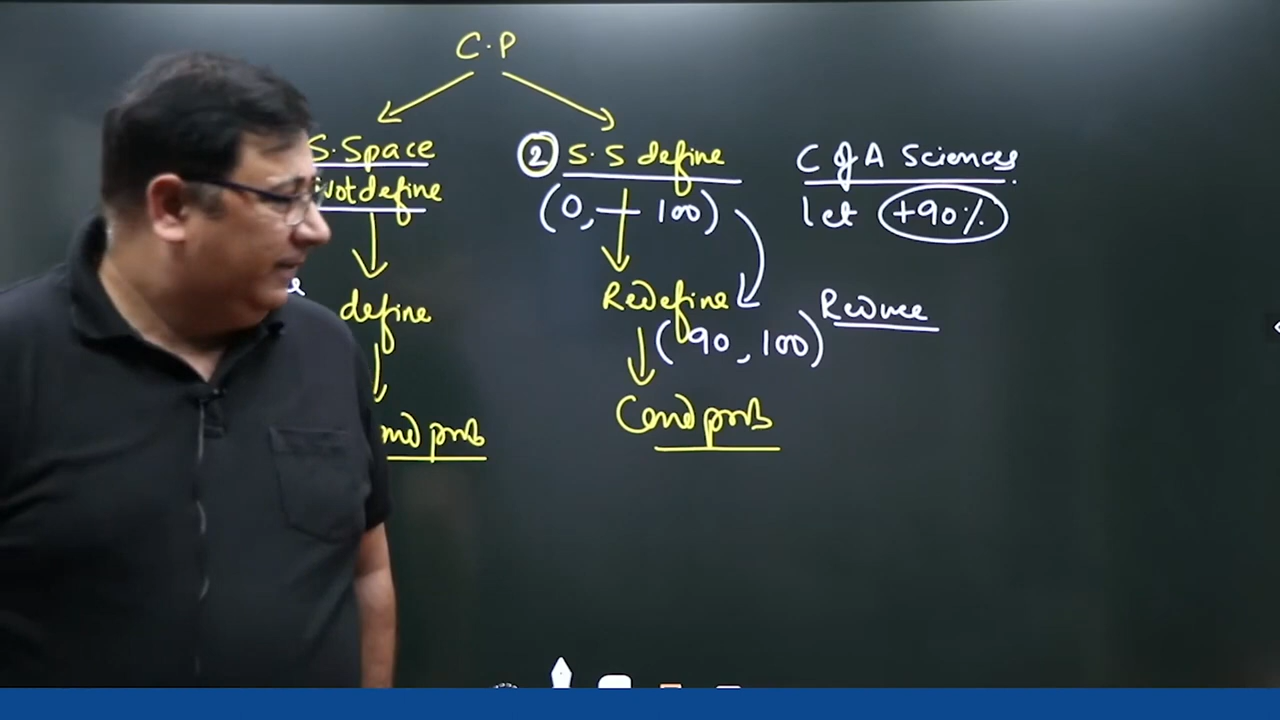 C.P
S.Space
Not define
define
prob
2 S.S define
(0, — 100)
Redefine
(90, 100)
Cond prob
C of A Sciences
let +90%
Reduce